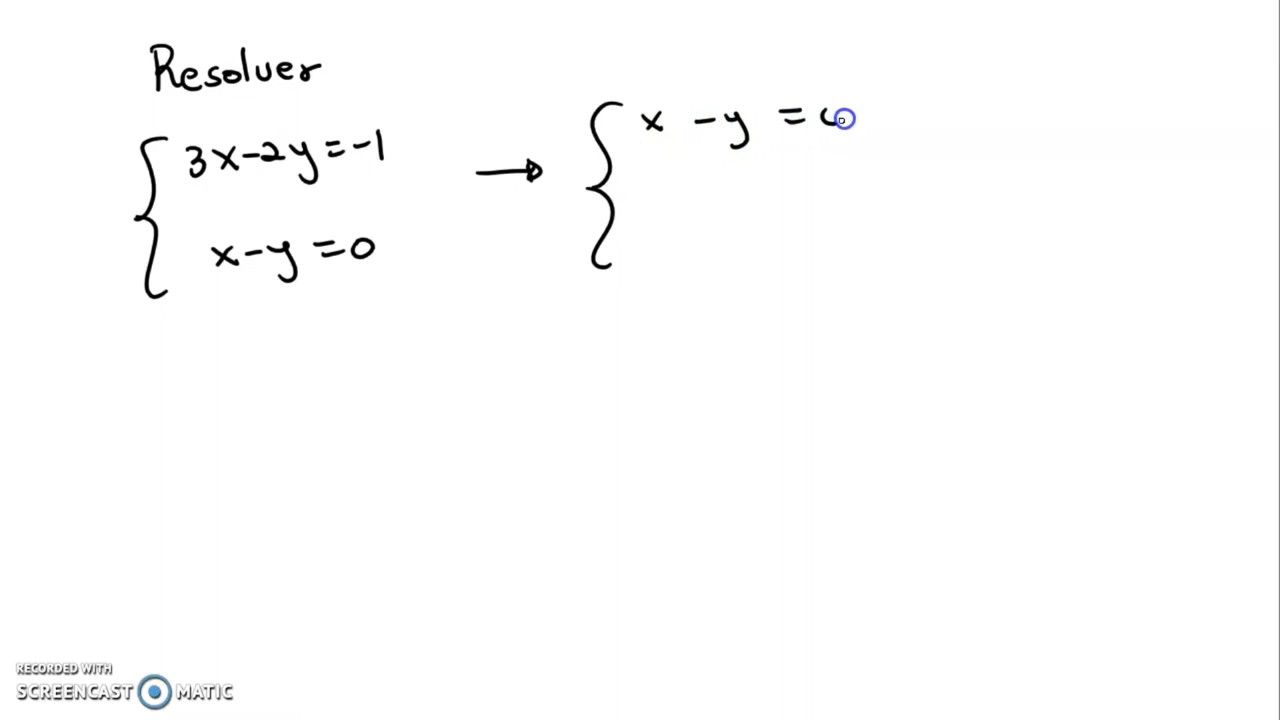 Resolver
3x-2y=-1
x-y=0
x -y =
RECORDED WITH
SCREENCAST MATIC